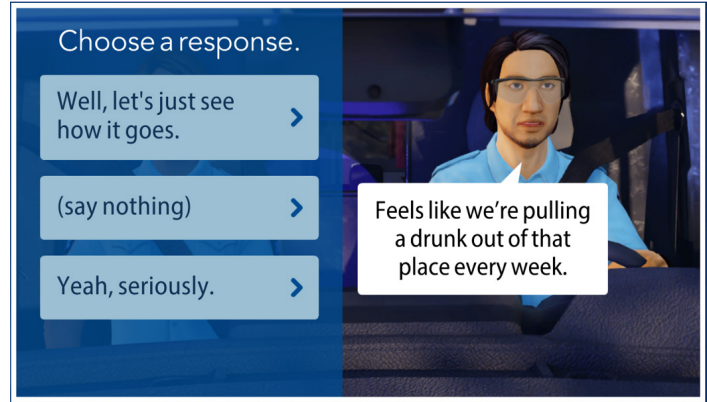 Choose a response.
Well, let's just see
how it goes.
(say nothing)
Yeah, seriously.
Feels like we're pulling
a drunk out of that
place every week.